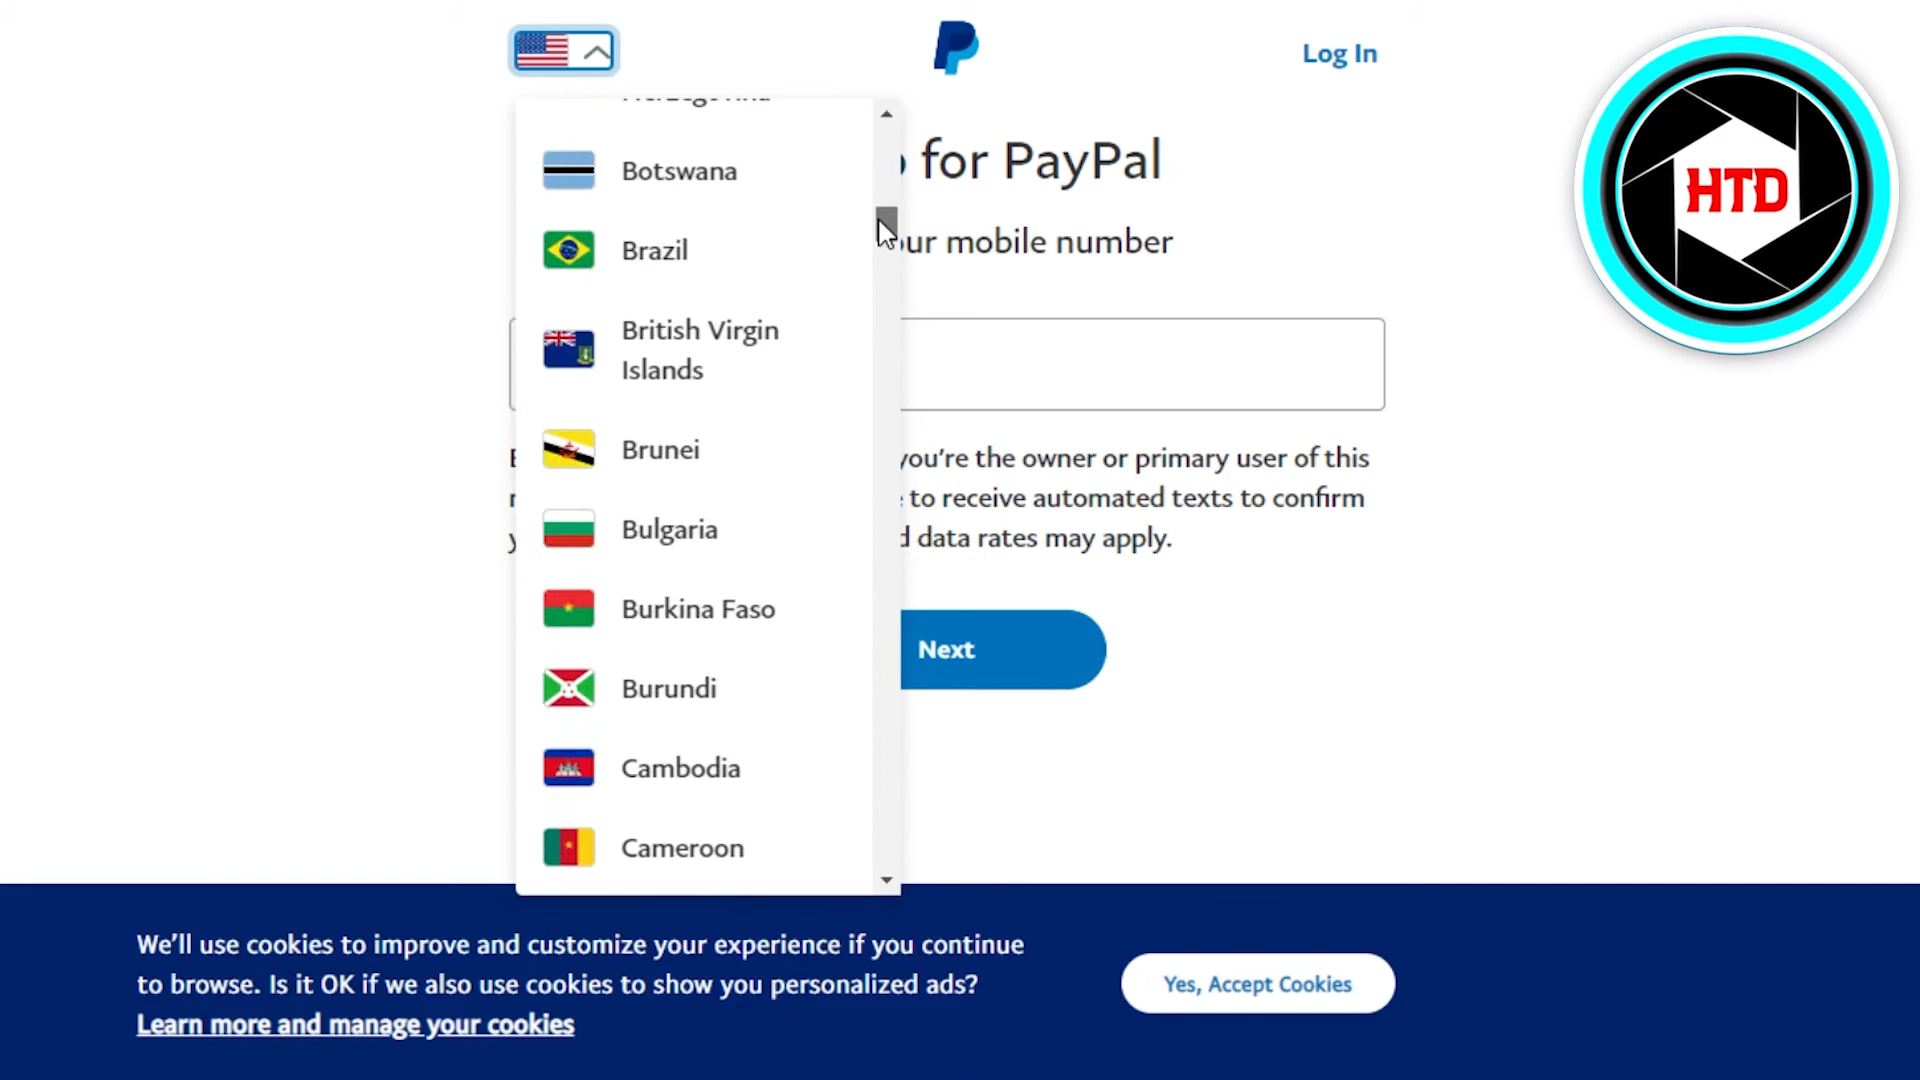 Log In
HTD
for PayPal
Botswana
our mobile number
Brazil
British Virgin
Islands
Brunei
you're the owner or primary user of this
to receive automated texts to confirm
Bulgaria
data rates may apply.
Burkina Faso
Next
Burundi
Cambodia
Cameroon
We'll use cookies to improve and customize your experience if you continue
to browse. Is it OK if we also use cookies to show you personalized ads?
Learn more and manage your cookies
Yes, Accept Cookies